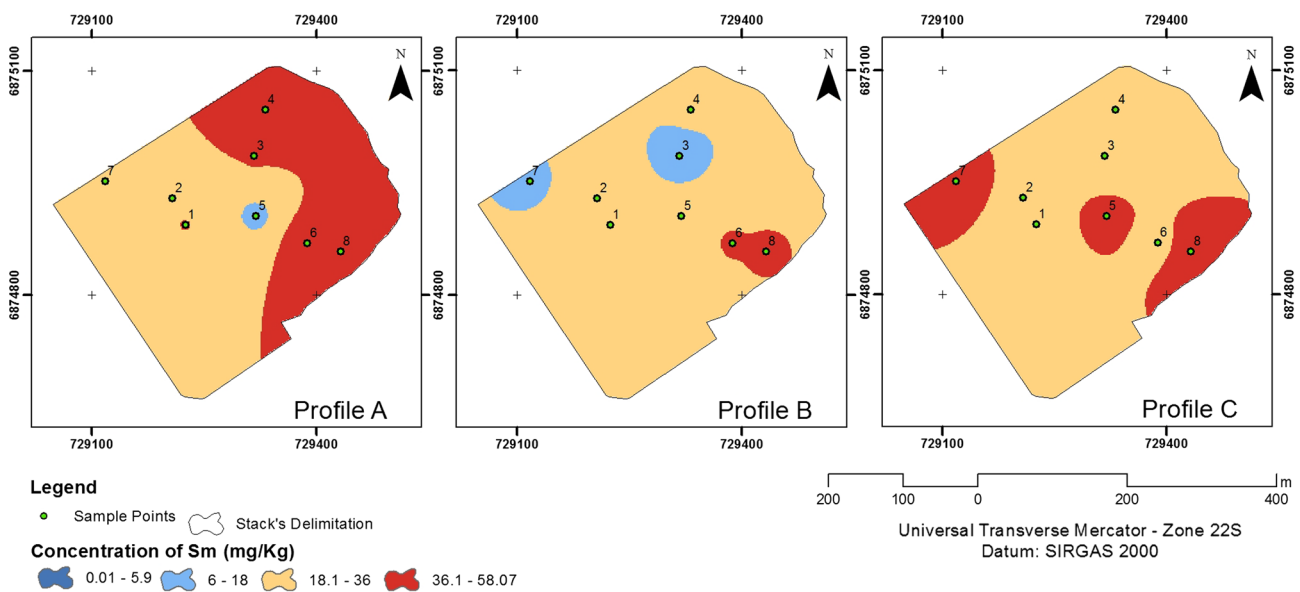 729100 729400 729100 729400 729100 729400
N N N
6875100 6875100 6875100 6875100
4 4 4
3 3 3
7 7 7
2 2 2
1 5 1 5 1 5
6 8 6 8 6 8
6874800 6874800 6874800 6874800
Profile A Profile B Profile C
729100 729400 729100 729400 729100 729400
Legend
Sample Points Stack's Delimitation
Concentration of Sm (mg/Kg)
0.01 - 5.9 6 - 18 18.1 - 36 36.1 - 58.07
m
200 100 0 200 400
Universal Transverse Mercator - Zone 22S
Datum: SIRGAS 2000